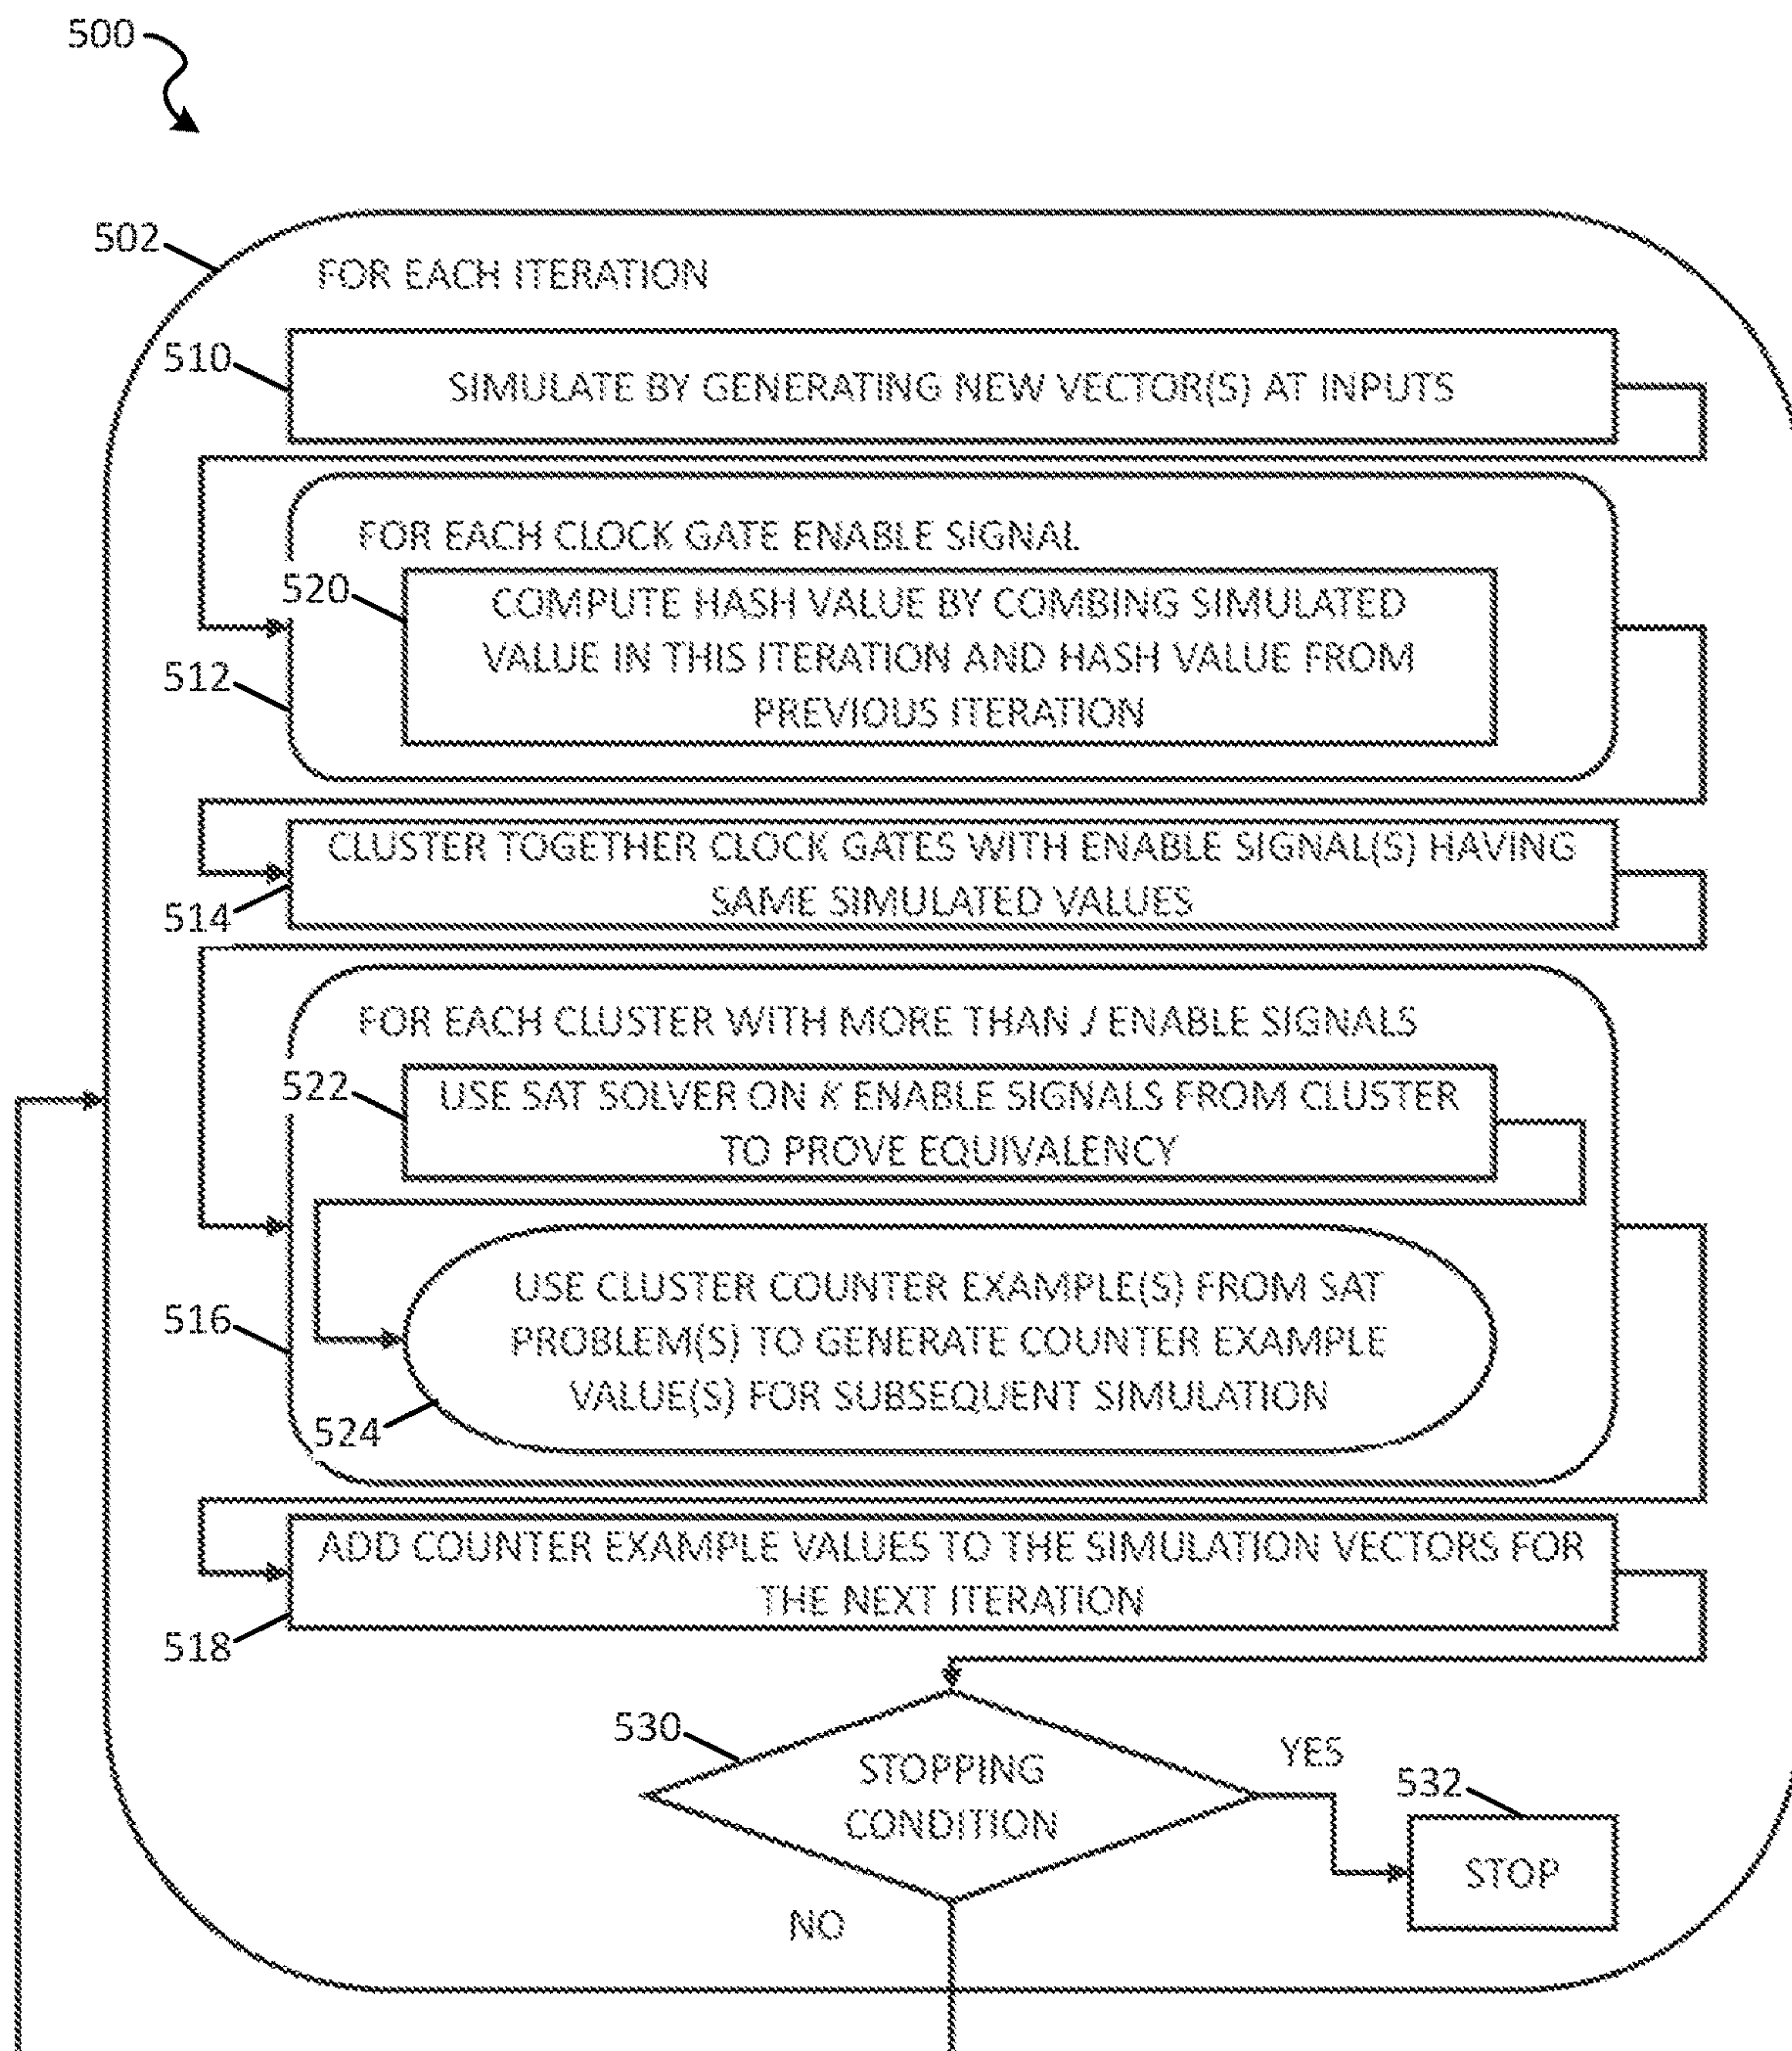 500
502
FOR EACH ITERATION
510
SIMULATE BY GENERATING NEW VECTOR(S) AT INPUTS
FOR EACH CLOCK GATE ENABLE SIGNAL
520
COMPUTE HASH VALUE BY COMBING SIMULATED
VALUE IN THIS ITERATION AND HASH VALUE FROM
PREVIOUS ITERATION
512
CLUSTER TOGETHER CLOCK GATES WITH ENABLE SIGNAL(S) HAVING
SAME SIMULATED VALUES
514
FOR EACH CLUSTER WITH MORE THAN J ENABLE SIGNALS
522
USE SAT SOLVER ON K ENABLE SIGNALS FROM CLUSTER
TO PROVE EQUIVALENCY
USE CLUSTER COUNTER EXAMPLE(S) FROM SAT
PROBLEM(S) TO GENERATE COUNTER EXAMPLE
VALUE(S) FOR SUBSEQUENT SIMULATION
516
524
ADD COUNTER EXAMPLE VALUES TO THE SIMULATION VECTORS FOR
THE NEXT ITERATION
518
530
STOPPING
CONDITION
YES
532
STOP
NO